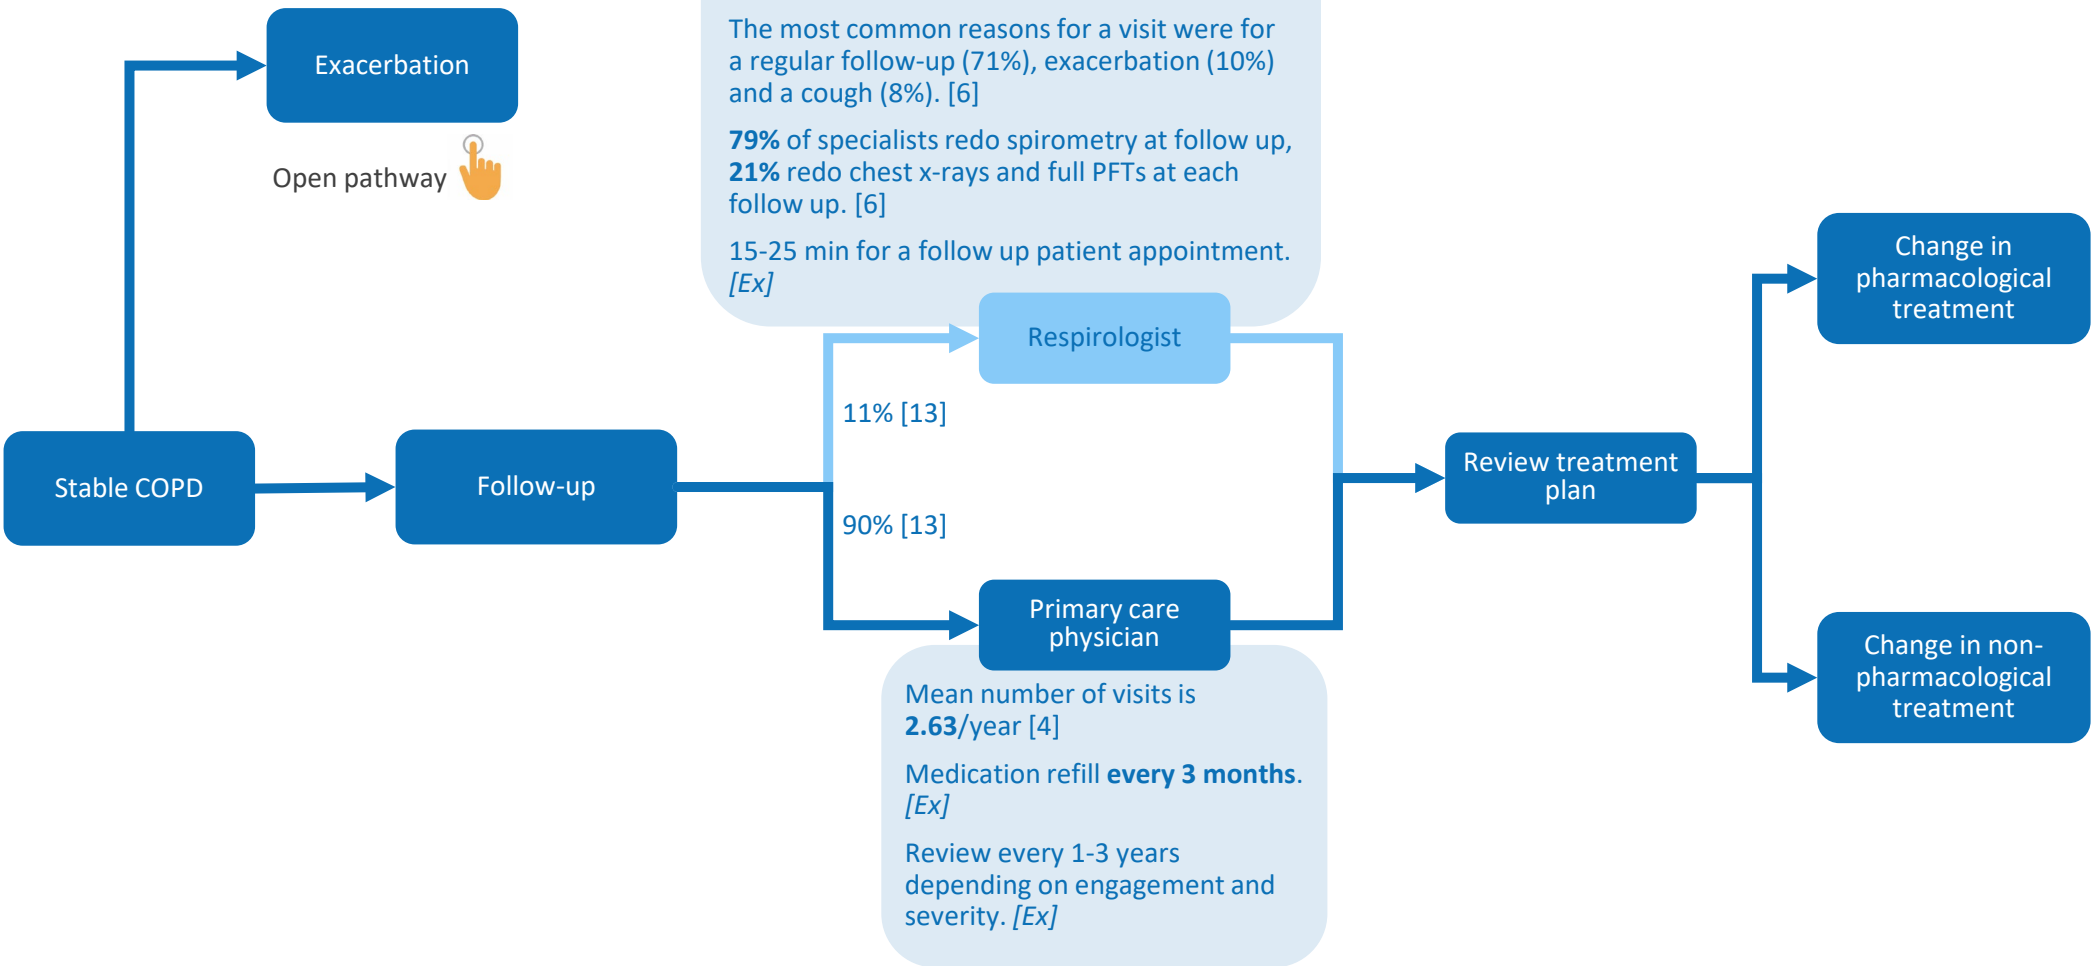 Exacerbation
Open pathway
The most common reasons for a visit were for
a regular follow-up (71%), exacerbation (10%)
and a cough (8%). [6]
79% of specialists redo spirometry at follow up,
21% redo chest x-rays and full PFTs at each
follow up. [6]
15-25 min for a follow up patient appointment.
[Ex]
Respirologist
11% [13]
Stable COPD
Follow-up
90% [13]
Primary care
physician
Mean number of visits is
2.63/year [4]
Medication refill every 3 months.
[Ex]
Review every 1-3 years
depending on engagement and
severity. [Ex]
Review treatment
plan
Change in
pharmacological
treatment
Change in non-
pharmacological
treatment